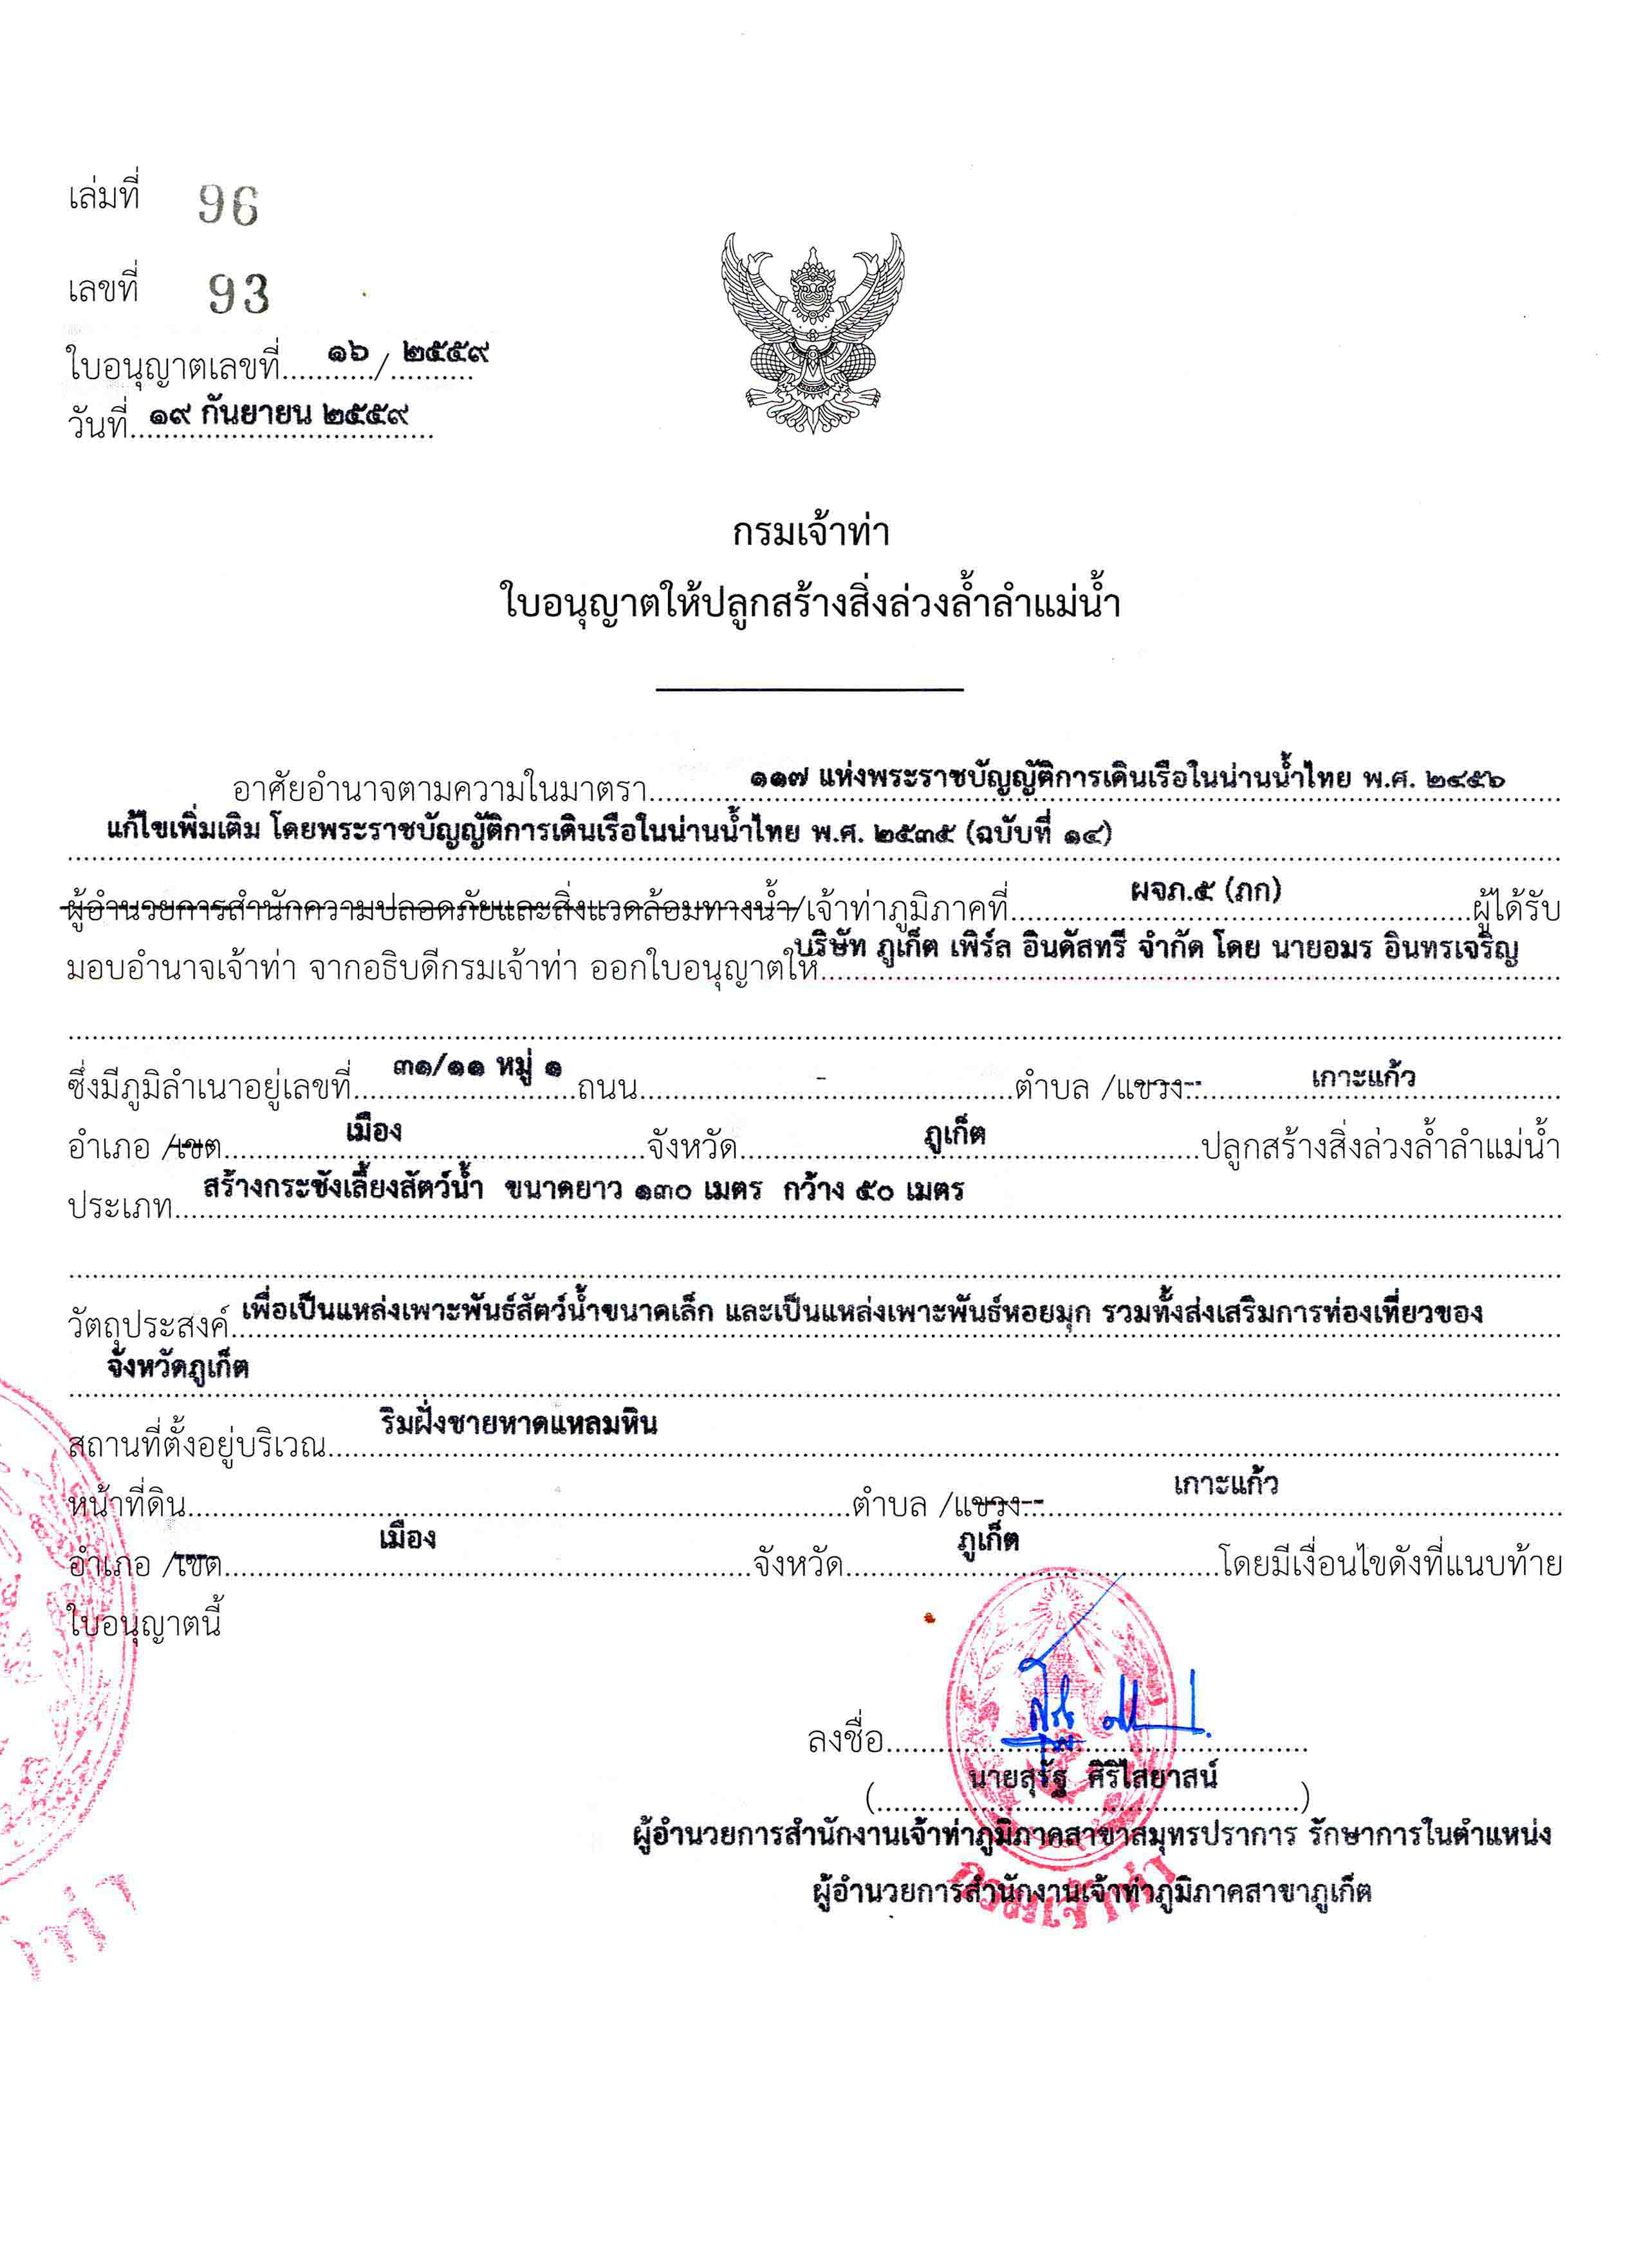 เล่มที่ 96
เลขที่ 93
ใบอนุญาตเลขที่...........๑๖/๒๕๕๙..........
วันที่ ๑๙ กันยายน ๒๕๕๙
กรมเจ้าท่า
ใบอนุญาตให้ปลูกสร้างสิ่งล่วงล้ำลำแม่น้ำ
อาศัยอำนาจตามความในมาตรา ๑๑๗ แห่งพระราชบัญญัติการเดินเรือในน่านน้ำไทย พ.ศ. ๒๔๕๖
แก้ไขเพิ่มเติม โดยพระราชบัญญัติการเดินเรือในน่านน้ำไทย พ.ศ. ๒๕๓๕ (ฉบับที่ ๑๔)
ผู้อำนวยการสำนักความปลอดภัยและสิ่งแวดล้อมทางน้ำ/เจ้าท่าภูมิภาคที่ ผจภ.๕ (ภก) ผู้ได้รับ
มอบอำนาจเจ้าท่า จากอธิบดีกรมเจ้าท่า ออกใบอนุญาตให้ บริษัท ภูเก็ต เพิร์ล อินดัสทรี จำกัด โดย นายอมร อินทรเจริญ
ซึ่งมีภูมิลำเนาอยู่เลขที่ ๓๑/๑๑ หมู่ ๑ ถนน - ตำบล /แขวง เกาะแก้ว
อำเภอ /เขต เมือง จังหวัด ภูเก็ต ปลูกสร้างสิ่งล่วงล้ำลำแม่น้ำ
ประเภท สร้างกระชังเลี้ยงสัตว์น้ำ ขนาดยาว ๑๓๐ เมตร กว้าง ๕๐ เมตร
วัตถุประสงค์ เพื่อเป็นแหล่งเพาะพันธ์สัตว์น้ำขนาดเล็ก และเป็นแหล่งเพาะพันธ์หอยมุก รวมทั้งส่งเสริมการท่องเที่ยวของ
จังหวัดภูเก็ต
สถานที่ตั้งอยู่บริเวณ ริมฝั่งชายหาดแหลมหิน
หน้าที่ดิน ตำบล /แขวง เกาะแก้ว
อำเภอ /เขต เมือง จังหวัด ภูเก็ต โดยมีเงื่อนไขดังที่แนบท้าย
ใบอนุญาตนี้
ลงชื่อ
(นายสุรัฐ ศิริไสยาสน์)
ผู้อำนวยการสำนักงานเจ้าท่าภูมิภาคสาขาสมุทรปราการ รักษาการในตำแหน่ง
ผู้อำนวยการสำนักงานเจ้าท่าภูมิภาคสาขาภูเก็ต
กรมเจ้าท่า